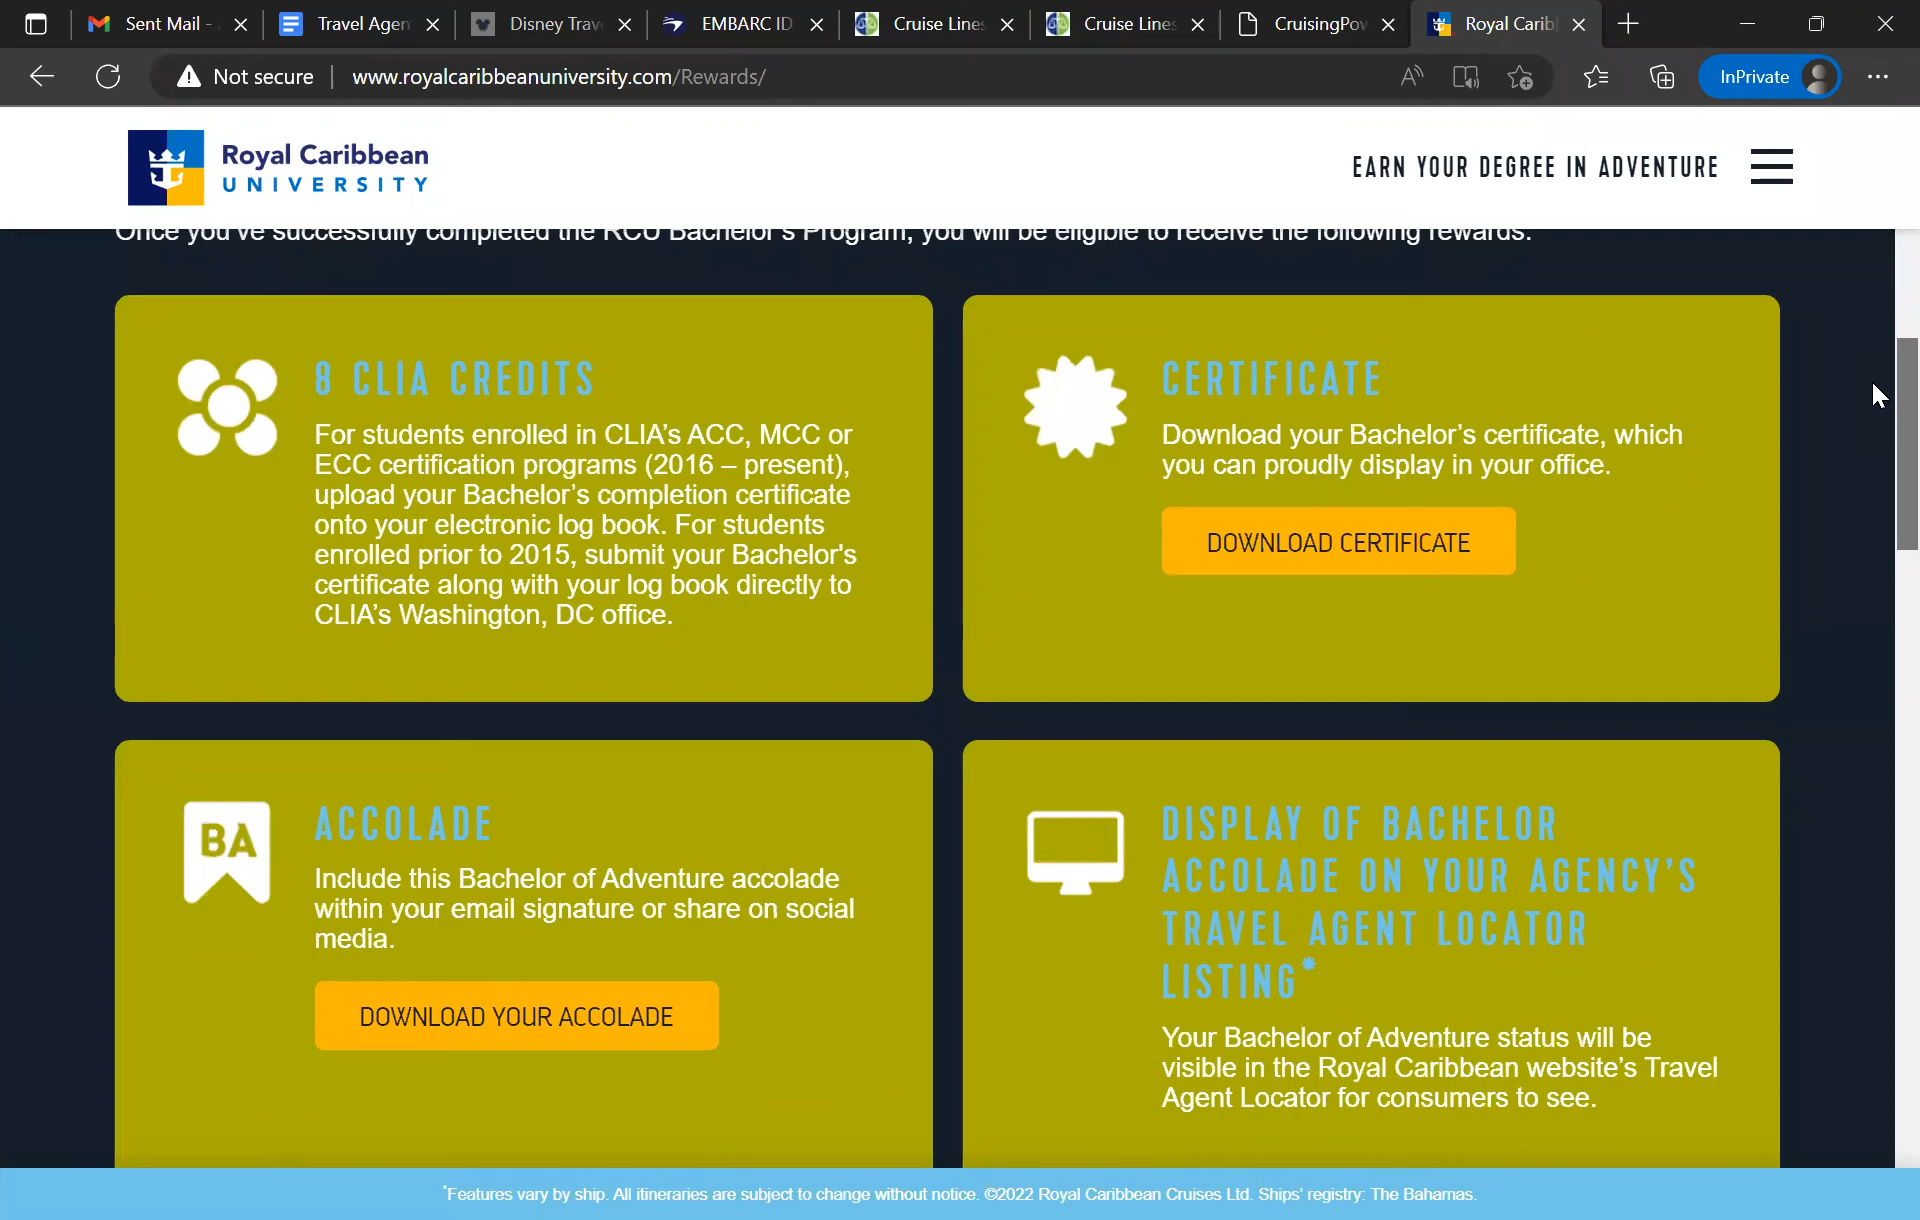 Sent Mail -
Travel Agen
Disney Trav
EMBARC ID
Cruise Lines
Cruise Lines
CruisingPow
Royal Carib
Not secure
www.royalcaribbeanuniversity.com/Rewards/
InPrivate
Royal Caribbean
UNIVERSITY
EARN YOUR DEGREE IN ADVENTURE
Once you've successfully completed the RCU Bachelor's Program, you will be eligible to receive the following rewards.
8 CLIA CREDITS
For students enrolled in CLIA's ACC, MCC or
ECC certification programs (2016 – present),
upload your Bachelor's completion certificate
onto your electronic log book. For students
enrolled prior to 2015, submit your Bachelor's
certificate along with your log book directly to
CLIA's Washington, DC office.
CERTIFICATE
Download your Bachelor's certificate, which
you can proudly display in your office.
DOWNLOAD CERTIFICATE
BA
ACCOLADE
Include this Bachelor of Adventure accolade
within your email signature or share on social
media.
DOWNLOAD YOUR ACCOLADE
DISPLAY OF BACHELOR
ACCOLADE ON YOUR AGENCY'S
TRAVEL AGENT LOCATOR
LISTING*
Your Bachelor of Adventure status will be
visible in the Royal Caribbean website's Travel
Agent Locator for consumers to see.
*Features vary by ship. All itineraries are subject to change without notice. ©2022 Royal Caribbean Cruises Ltd. Ships' registry: The Bahamas.